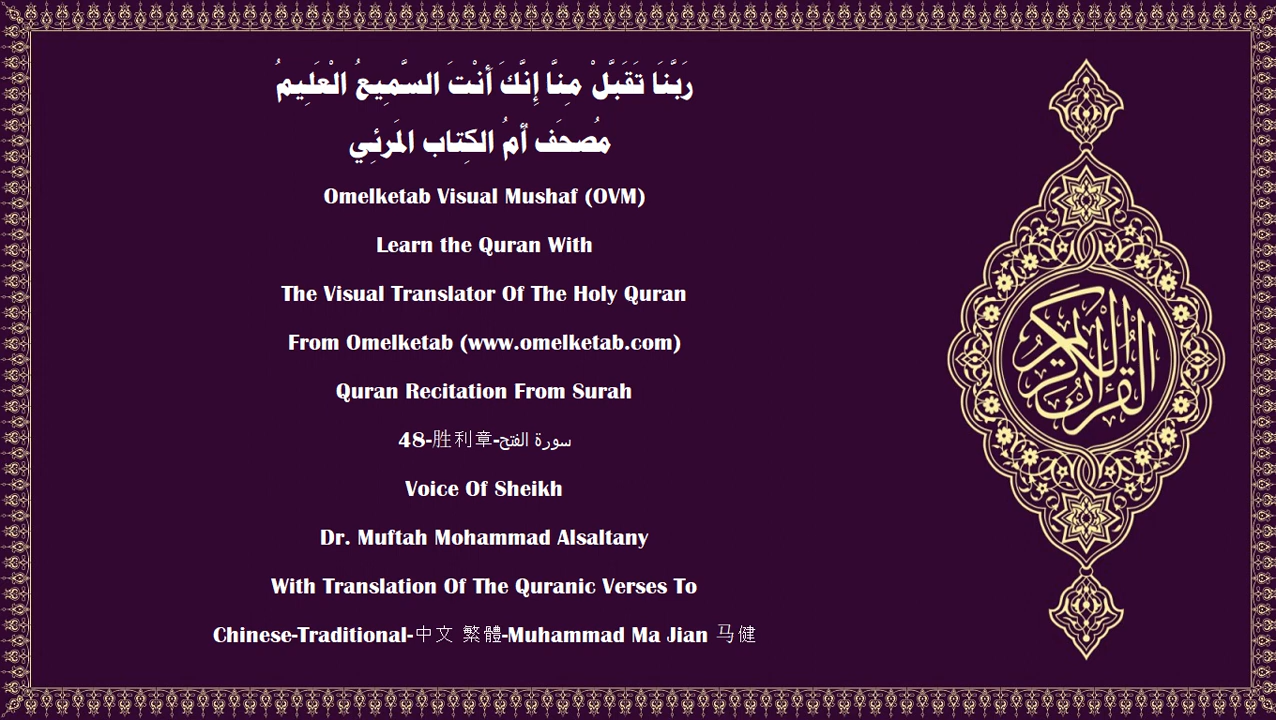 رَبَّنَا تَقَبَّلْ مِنَّا إِنَّكَ أَنْتَ السَّمِيعُ الْعَلِيمُ
مُصحَف أمُ الكِتاب المَرئِي
Omelketab Visual Mushaf (OVM)
Learn the Quran With
The Visual Translator Of The Holy Quran
From Omelketab (www.omelketab.com)
Quran Recitation From Surah
48-胜利章-سورة الفتح
Voice Of Sheikh
Dr. Muftah Mohammad Alsaltany
With Translation Of The Quranic Verses To
Chinese-Traditional-中文 繁體-Muhammad Ma Jian 马健
القرآن الكريم